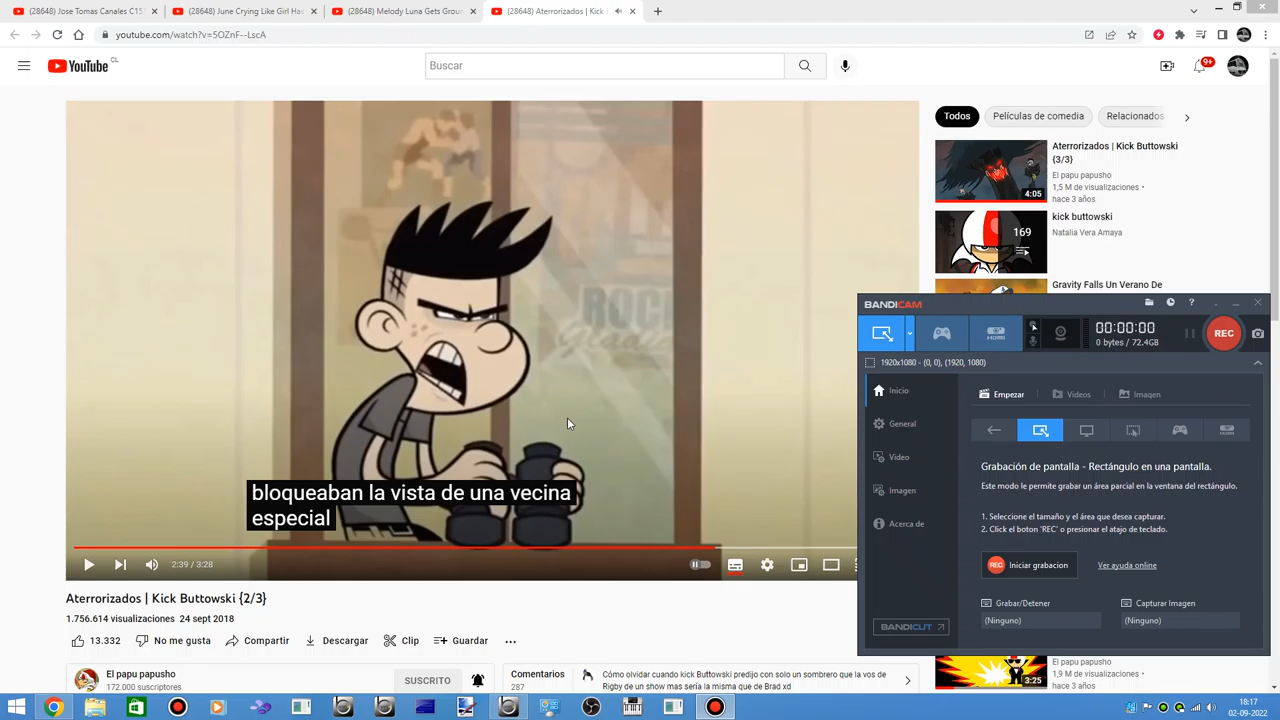 (28648) Jose Tomas Canales C15
(28648) June Crying Like Girl Has
(28648) Melody Luna Gets Groun
(28648) Aterrorizados | Kick
youtube.com/watch?v=5OZnF--LscA
YouTube CL
Buscar
9+
Todos
Películas de comedia
Relacionados
Aterrorizados | Kick Buttowski
{3/3}
El papu papusho
1,5 M de visualizaciones •
hace 3 años
4:05
kick buttowski
Natalia Vera Amaya
169
Gravity Falls Un Verano De
ROCK
bloqueaban la vista de una vecina
especial
2:39 / 3:28
BANDICAM
HDMI
00:00:00
0 bytes / 72.4GB
REC
1920x1080 - (0, 0), (1920, 1080)
Inicio
General
Video
Imagen
Acerca de
BANDICUT
Empezar
Videos
Imagen
HDMI
Grabación de pantalla - Rectángulo en una pantalla.
Este modo le permite grabar un área parcial en la ventana del rectángulo.
1. Seleccione el tamaño y el área que desea capturar.
2. Click el boton 'REC' o presionar el atajo de teclado.
REC Iniciar grabacion
Ver ayuda online
Grabar/Detener
Capturar Imagen
(Ninguno)
(Ninguno)
Aterrorizados | Kick Buttowski {2/3}
1.756.614 visualizaciones 24 sept 2018
13.332
No me gusta
Compartir
Descargar
Clip
Guardar
El papu papusho
172.000 suscriptores
SUSCRITO
Comentarios
287
Cómo olvidar cuando kick Buttowski predijo con solo un sombrero que la vos de
Rigby de un show mas sería la misma que de Brad xd
El papu papusho
1,9 M de visualizaciones •
hace 3 años
3:25
18:17
02-09-2022